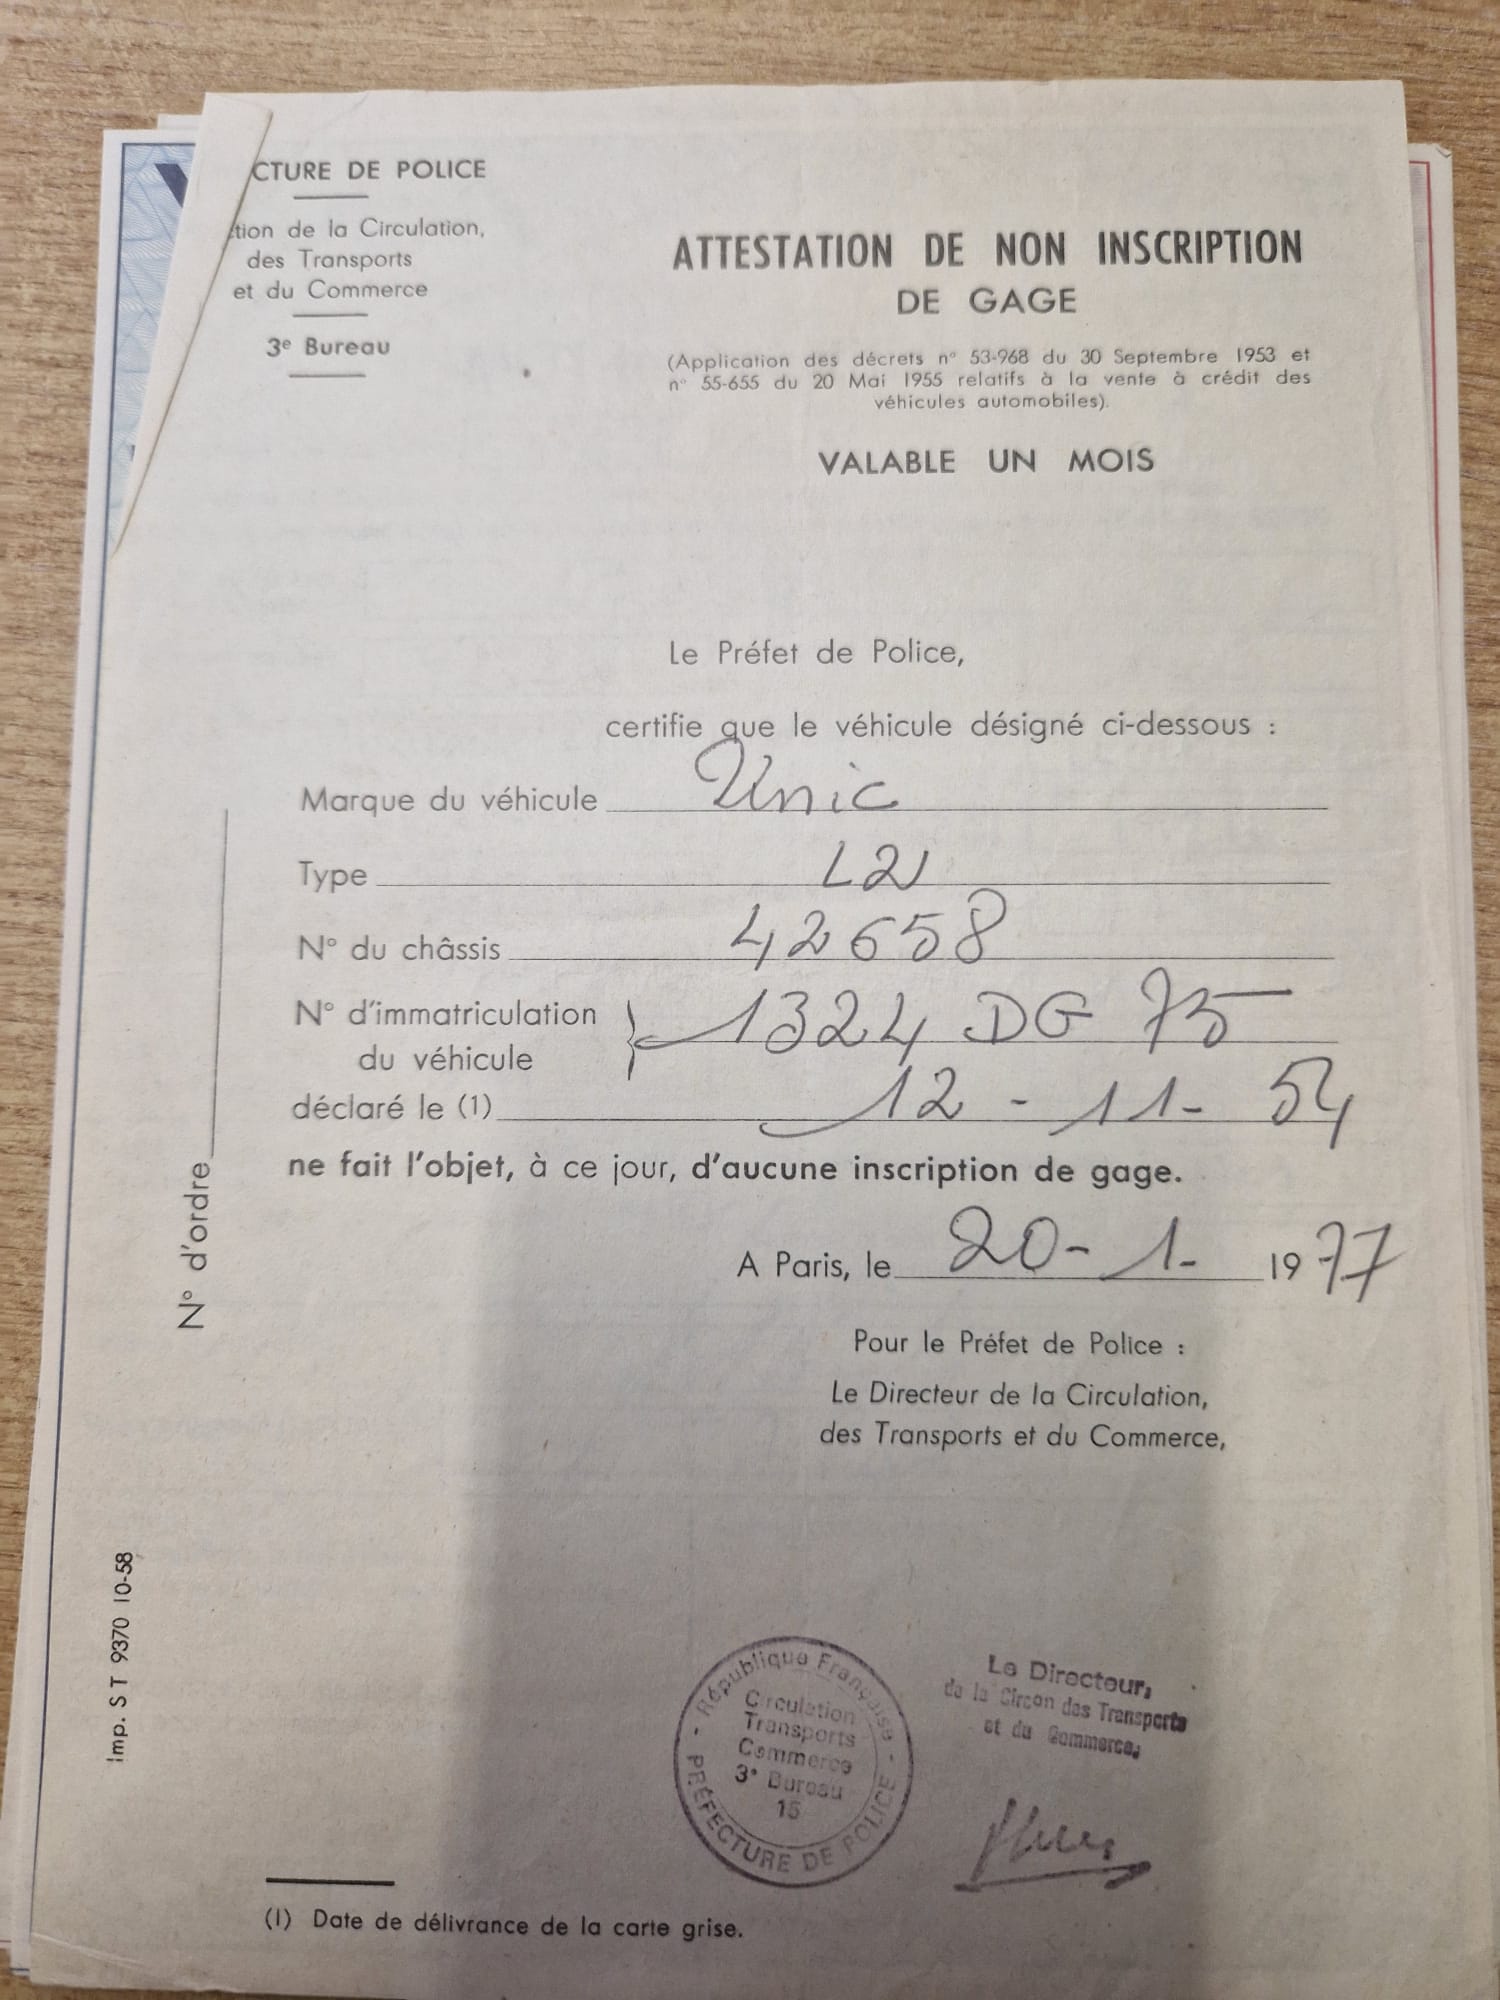 CTURE DE POLICE
tion de la Circulation,
des Transports
et du Commerce
3e Bureau
ATTESTATION DE NON INSCRIPTION
DE GAGE
(Application des décrets n° 53-968 du 30 Septembre 1953 et
n° 55-655 du 20 Mai 1955 relatifs à la vente à crédit des
véhicules automobiles).
VALABLE UN MOIS
Le Préfet de Police,
certifie que le véhicule désigné ci-dessous :
Marque du véhicule Unic
Type
N° du châssis 42658
N° d'immatriculation
du véhicule } 1324 DG 75
déclaré le (1) 12 - 11 - 54
ne fait l'objet, à ce jour, d'aucune inscription de gage.
A Paris, le 20 - 1 - 1977
Pour le Préfet de Police :
Le Directeur de la Circulation,
des Transports et du Commerce,
N° d'ordre
Imp. S T 9370 10-58
République Française
Circulation
Transports
Commerce
3e Bureau
15
PRÉFECTURE DE POLICE
Le Directeur,
de la Circon des Transports
et du Commerce,
(1) Date de délivrance de la carte grise.